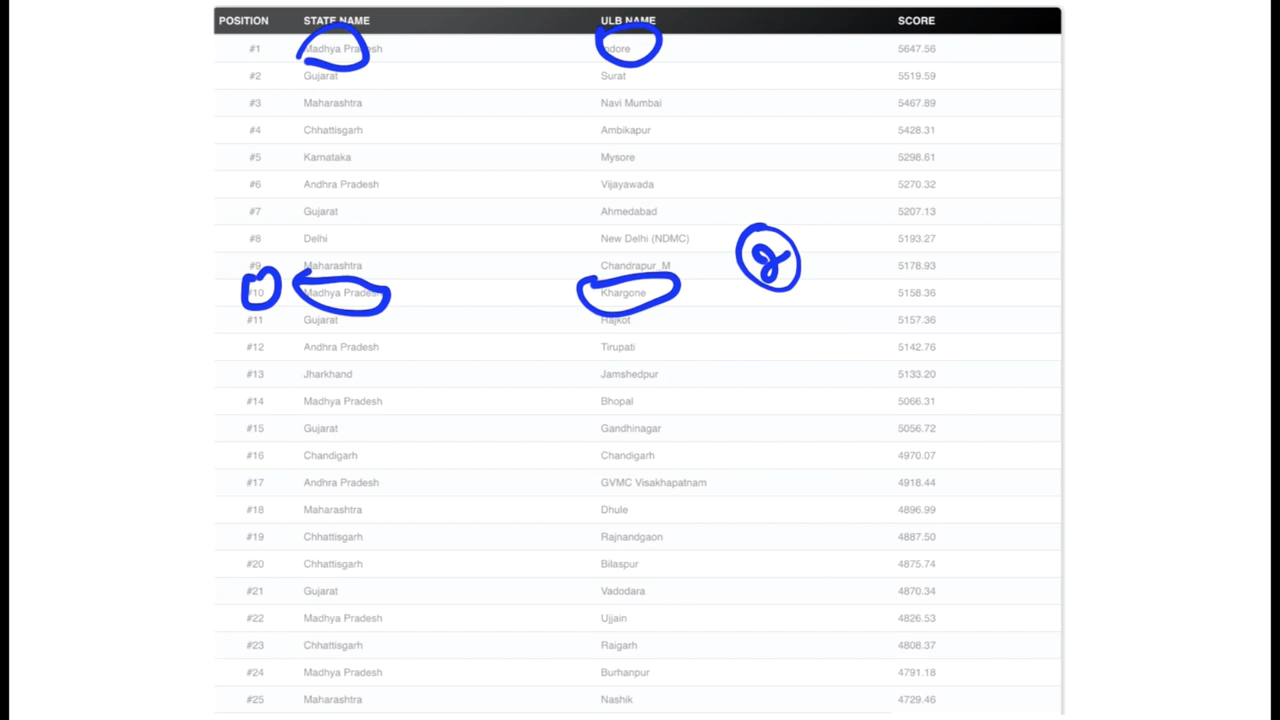 POSITION STATE NAME ULB NAME SCORE
#1 Madhya Pradesh Indore 5647.56
#2 Gujarat Surat 5519.59
#3 Maharashtra Navi Mumbai 5467.89
#4 Chhattisgarh Ambikapur 5428.31
#5 Karnataka Mysore 5298.61
#6 Andhra Pradesh Vijayawada 5270.32
#7 Gujarat Ahmedabad 5207.13
#8 Delhi New Delhi (NDMC) 5193.27
#9 Maharashtra Chandrapur_M 5178.93
#10 Madhya Pradesh Khargone 5158.36
#11 Gujarat Rajkot 5157.36
#12 Andhra Pradesh Tirupati 5142.76
#13 Jharkhand Jamshedpur 5133.20
#14 Madhya Pradesh Bhopal 5066.31
#15 Gujarat Gandhinagar 5056.72
#16 Chandigarh Chandigarh 4970.07
#17 Andhra Pradesh GVMC Visakhapatnam 4918.44
#18 Maharashtra Dhule 4896.99
#19 Chhattisgarh Rajnandgaon 4887.50
#20 Chhattisgarh Bilaspur 4875.74
#21 Gujarat Vadodara 4870.34
#22 Madhya Pradesh Ujjain 4826.53
#23 Chhattisgarh Raigarh 4808.37
#24 Madhya Pradesh Burhanpur 4791.18
#25 Maharashtra Nashik 4729.46